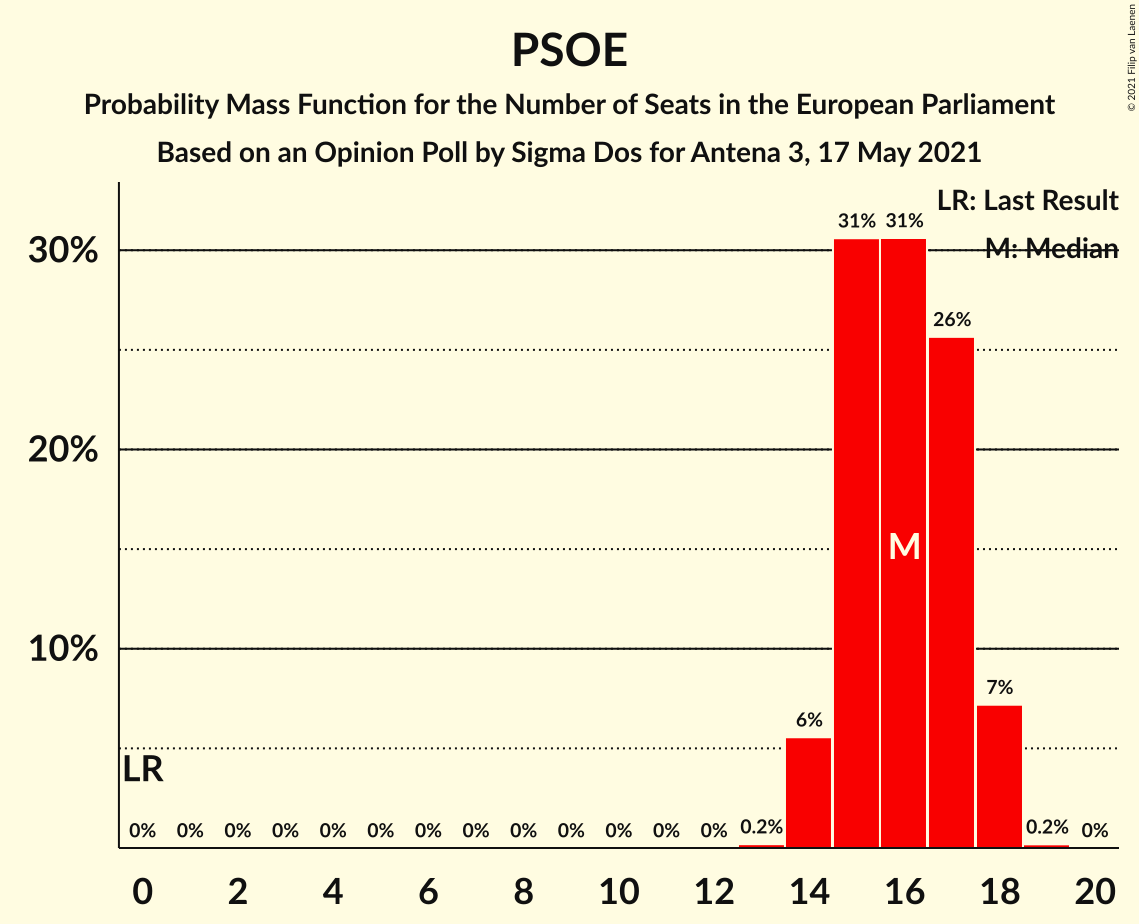 PSOE
Probability Mass Function for the Number of Seats in the European Parliament
Based on an Opinion Poll by Sigma Dos for Antena 3, 17 May 2021
© 2021 Filip van Laenen
LR: Last Result
M: Median
30%
20%
10%
31% 31%
26%
M
7%
6%
LR
0% 0% 0% 0% 0% 0% 0% 0% 0% 0% 0% 0% 0% 0.2% 0.2% 0%
0 2 4 6 8 10 12 14 16 18 20